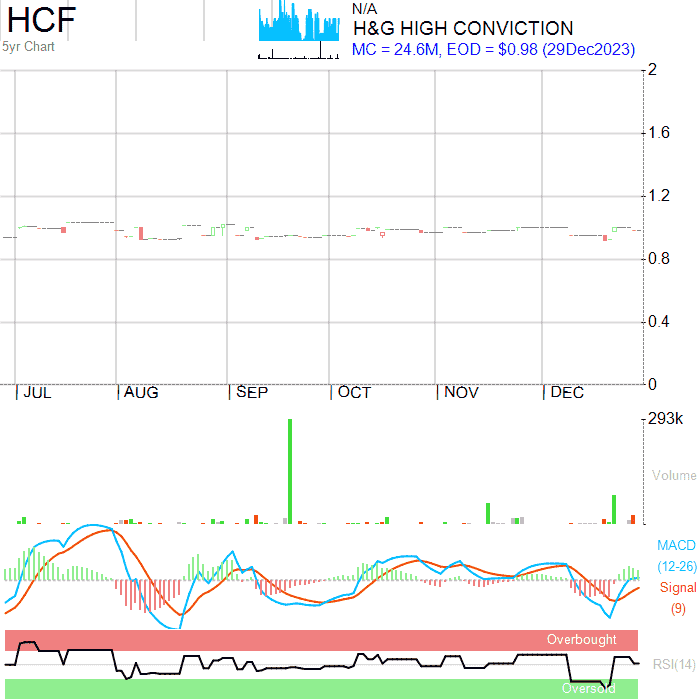 HCF
5yr Chart
N/A
H&G HIGH CONVICTION
MC = 24.6M, EOD = $0.98 (29Dec2023)
2
1.6
1.2
0.8
0.4
0
JUL AUG SEP OCT NOV DEC
293k
Volume
MACD
(12-26)
Signal
(9)
Overbought
RSI(14)
Oversold